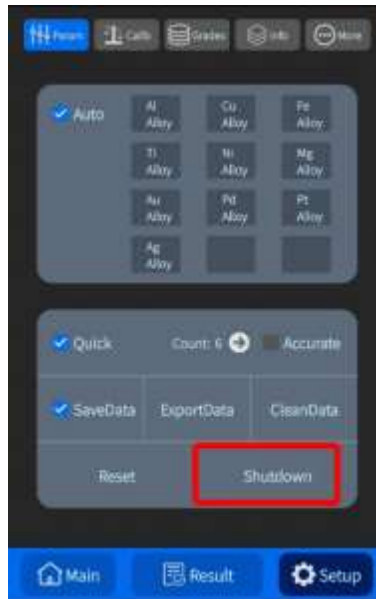 Param Calib Grades Info More
Auto
Al Alloy
Cu Alloy
Fe Alloy
Ti Alloy
Ni Alloy
Mg Alloy
Au Alloy
Pd Alloy
Pt Alloy
Ag Alloy
Quick Count: 6 Accurate
SaveData ExportData CleanData
Reset Shutdown
Main Result Setup